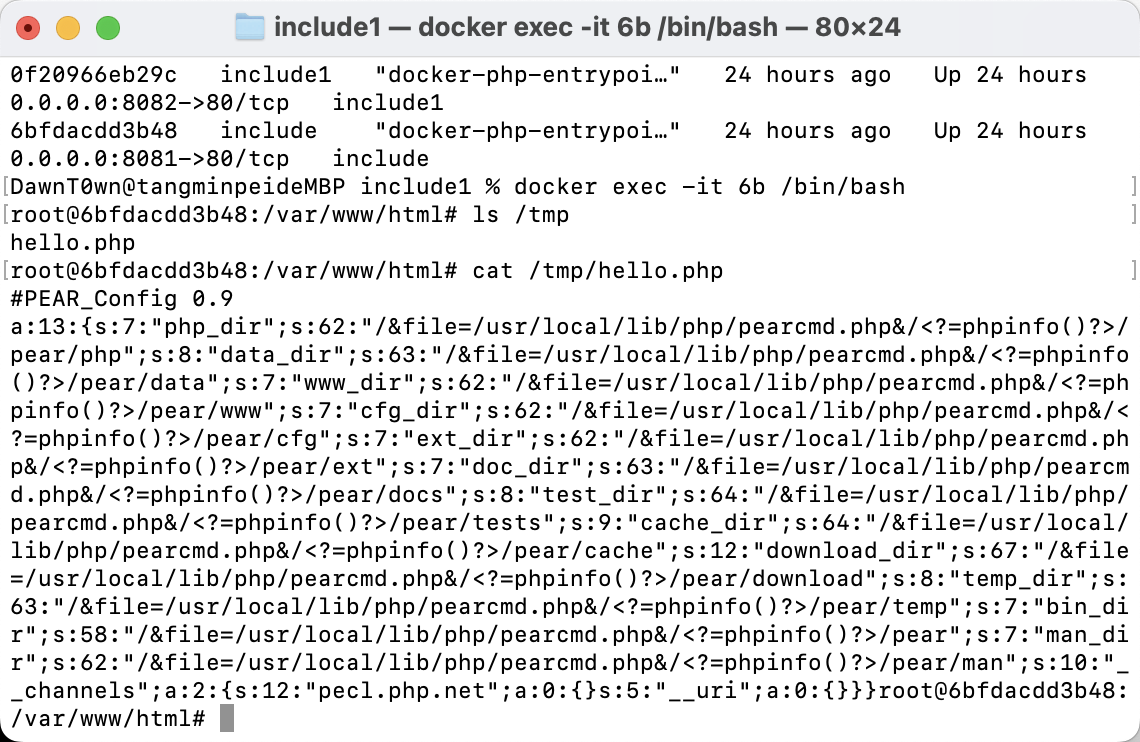 include1 — docker exec -it 6b /bin/bash — 80×24
0f20966eb29c   include1   "docker-php-entrypoi…"   24 hours ago   Up 24 hours
0.0.0.0:8082->80/tcp   include1
6bfdacdd3b48   include    "docker-php-entrypoi…"   24 hours ago   Up 24 hours
0.0.0.0:8081->80/tcp   include
[DawnT0wn@tangminpeideMBP include1 % docker exec -it 6b /bin/bash                ]
[root@6bfdacdd3b48:/var/www/html# ls /tmp                                        ]
hello.php
[root@6bfdacdd3b48:/var/www/html# cat /tmp/hello.php                             ]
#PEAR_Config 0.9
a:13:{s:7:"php_dir";s:62:"/&file=/usr/local/lib/php/pearcmd.php&/<?=phpinfo()?>/
pear/php";s:8:"data_dir";s:63:"/&file=/usr/local/lib/php/pearcmd.php&/<?=phpinfo
()?>/pear/data";s:7:"www_dir";s:62:"/&file=/usr/local/lib/php/pearcmd.php&/<?=ph
pinfo()?>/pear/www";s:7:"cfg_dir";s:62:"/&file=/usr/local/lib/php/pearcmd.php&/<
?=phpinfo()?>/pear/cfg";s:7:"ext_dir";s:62:"/&file=/usr/local/lib/php/pearcmd.ph
p&/<?=phpinfo()?>/pear/ext";s:7:"doc_dir";s:63:"/&file=/usr/local/lib/php/pearcm
d.php&/<?=phpinfo()?>/pear/docs";s:8:"test_dir";s:64:"/&file=/usr/local/lib/php/
pearcmd.php&/<?=phpinfo()?>/pear/tests";s:9:"cache_dir";s:64:"/&file=/usr/local/
lib/php/pearcmd.php&/<?=phpinfo()?>/pear/cache";s:12:"download_dir";s:67:"/&file
=/usr/local/lib/php/pearcmd.php&/<?=phpinfo()?>/pear/download";s:8:"temp_dir";s:
63:"/&file=/usr/local/lib/php/pearcmd.php&/<?=phpinfo()?>/pear/temp";s:7:"bin_di
r";s:58:"/&file=/usr/local/lib/php/pearcmd.php&/<?=phpinfo()?>/pear";s:7:"man_di
r";s:62:"/&file=/usr/local/lib/php/pearcmd.php&/<?=phpinfo()?>/pear/man";s:10:"_
_channels";a:2:{s:12:"pecl.php.net";a:0:{}s:5:"__uri";a:0:{}}}root@6bfdacdd3b48:
/var/www/html#